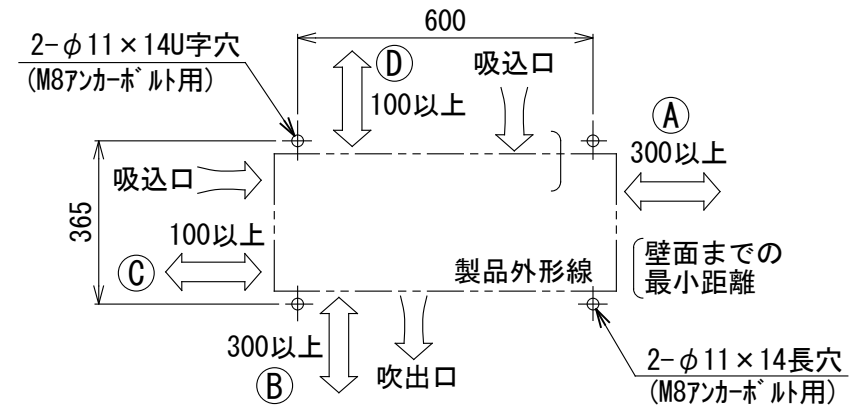 600
2-φ11×14U字穴
(M8アンカーボルト用)
Ⓓ
100以上
吸込口
Ⓐ
300以上
吸込口
365
100以上
Ⓒ
製品外形線
壁面までの
最小距離
300以上
Ⓑ
吹出口
2-φ11×14長穴
(M8アンカーボルト用)